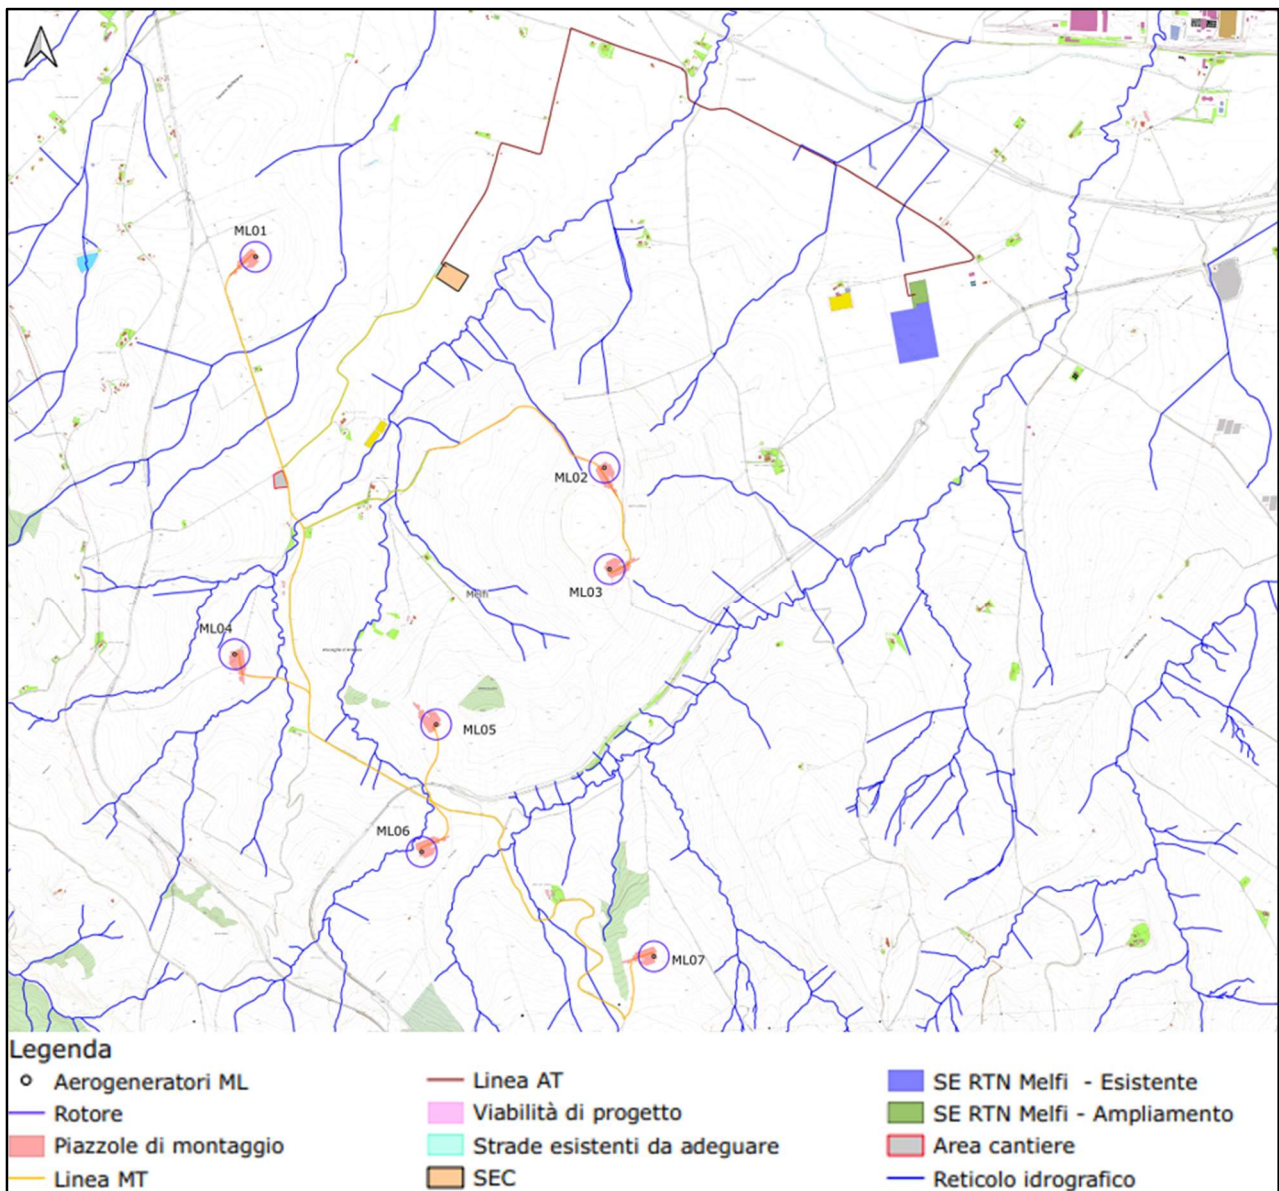 ML01
ML02
ML03
Melfi
ML04
ML05
ML06
ML07
Legenda
Aerogeneratori ML
Rotore
Piazzole di montaggio
Linea MT
Linea AT
Viabilità di progetto
Strade esistenti da adeguare
SEC
SE RTN Melfi - Esistente
SE RTN Melfi - Ampliamento
Area cantiere
Reticolo idrografico